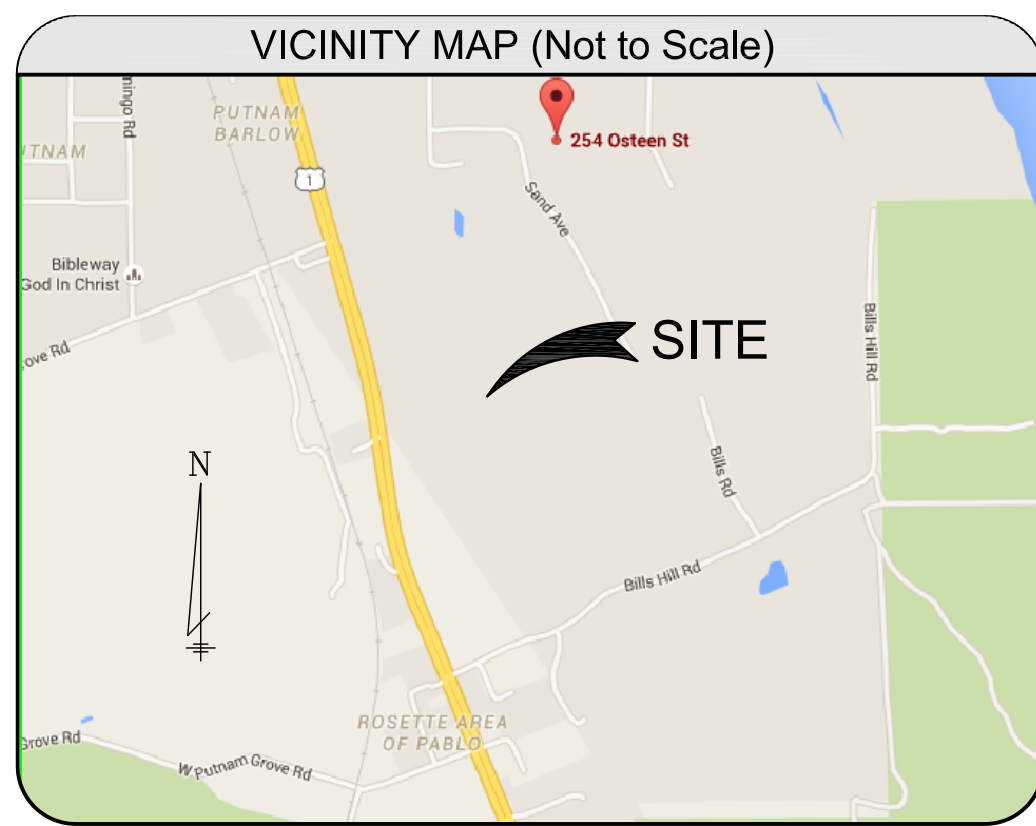 VICINITY MAP (Not to Scale)
mingo Rd
PUTNAM
BARLOW
254 Osteen St
UTNAM
1
Sand Ave
Bibleway
God In Christ
Bills Hill Rd
SITE
ove Rd
N
Bilks Rd
Bills Hill Rd
ROSETTE AREA
OF PABLO
Grove Rd
W Putnam Grove Rd